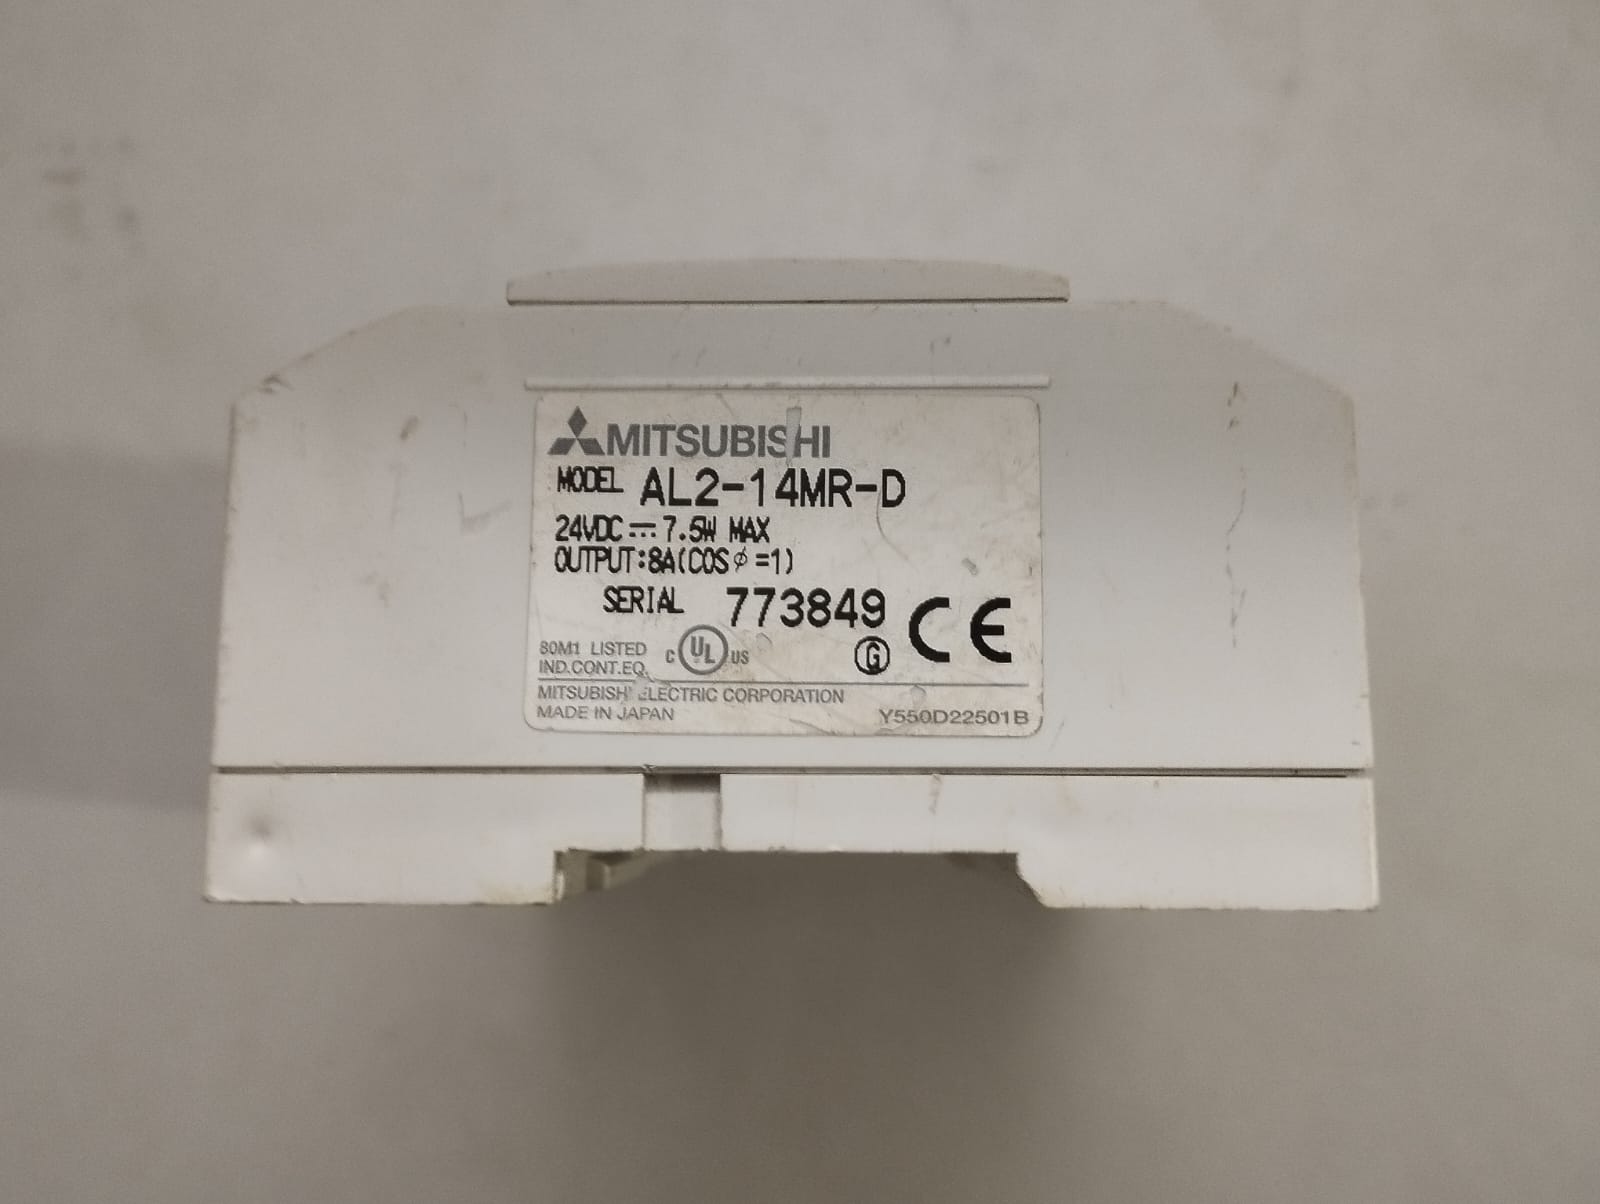 MITSUBISHI
MODEL AL2-14MR-D
24VDC ⎓ 7.5W MAX
OUTPUT:8A(COS φ =1)
SERIAL 773849 CE
80M1 LISTED
IND.CONT.EQ.
C UL US
G
MITSUBISHI ELECTRIC CORPORATION
MADE IN JAPAN Y550D22501B